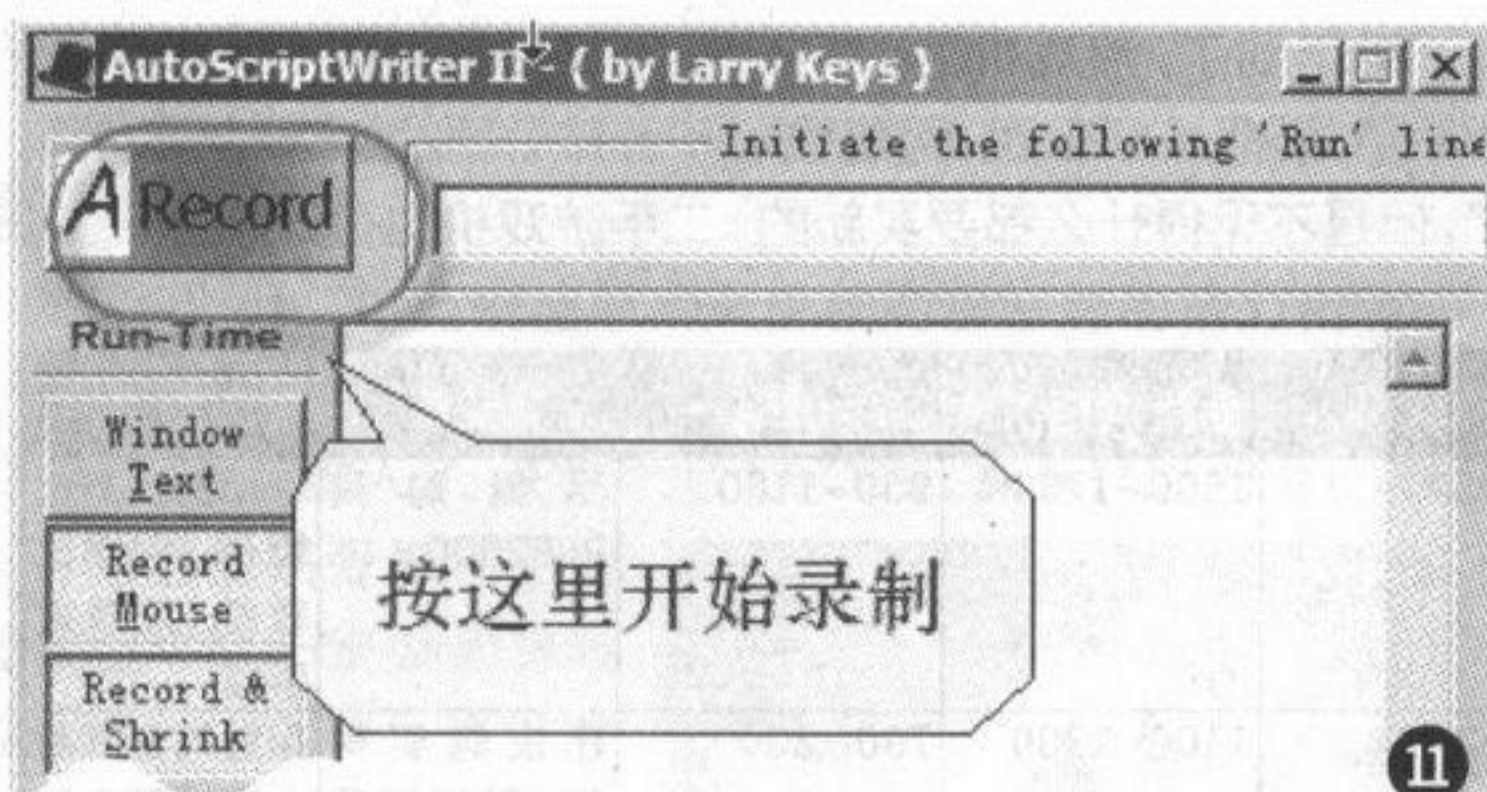 AutoScriptWriter II - ( by Larry Keys )
Initiate the following 'Run' line
A Record
Run-Time
Window
Text
Record
Mouse
Record &
Shrink
按这里开始录制
11